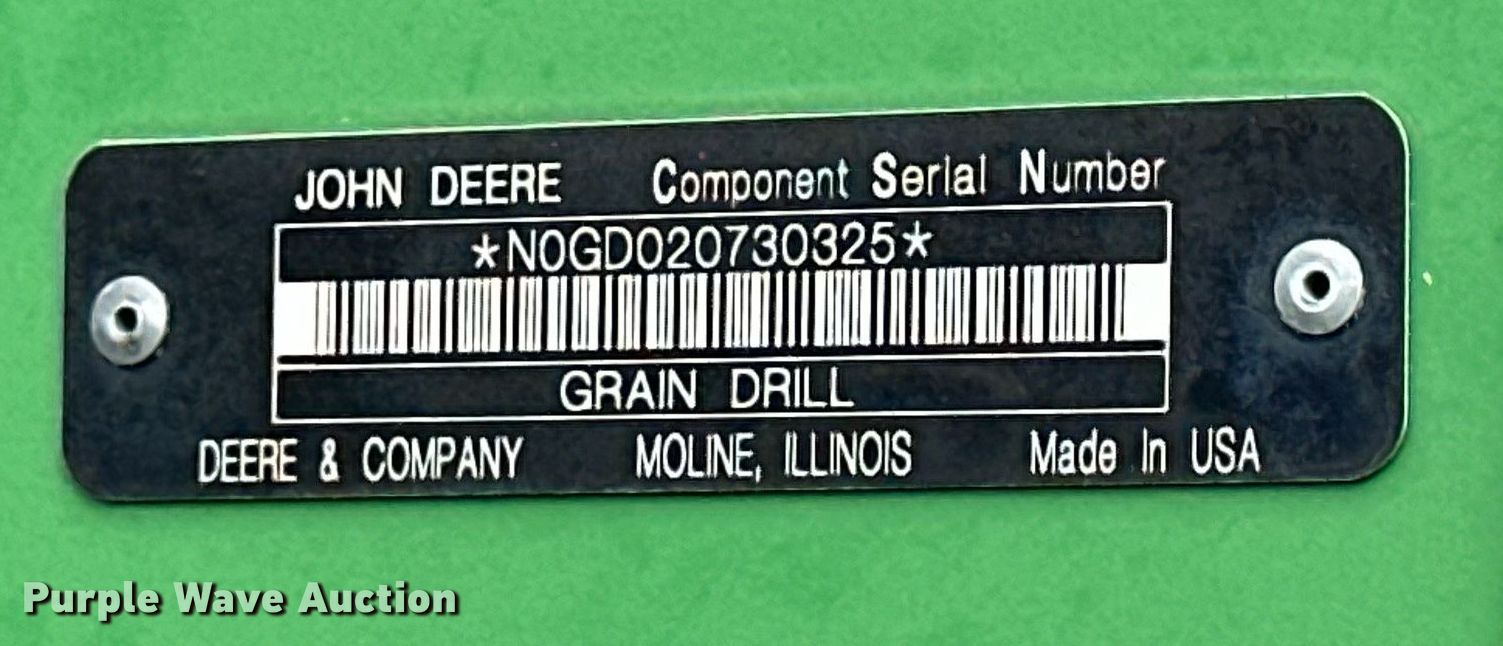 JOHN DEERE Component Serial Number
*N0GD020730325*
GRAIN DRILL
DEERE & COMPANY MOLINE, ILLINOIS Made In USA
Purple Wave Auction